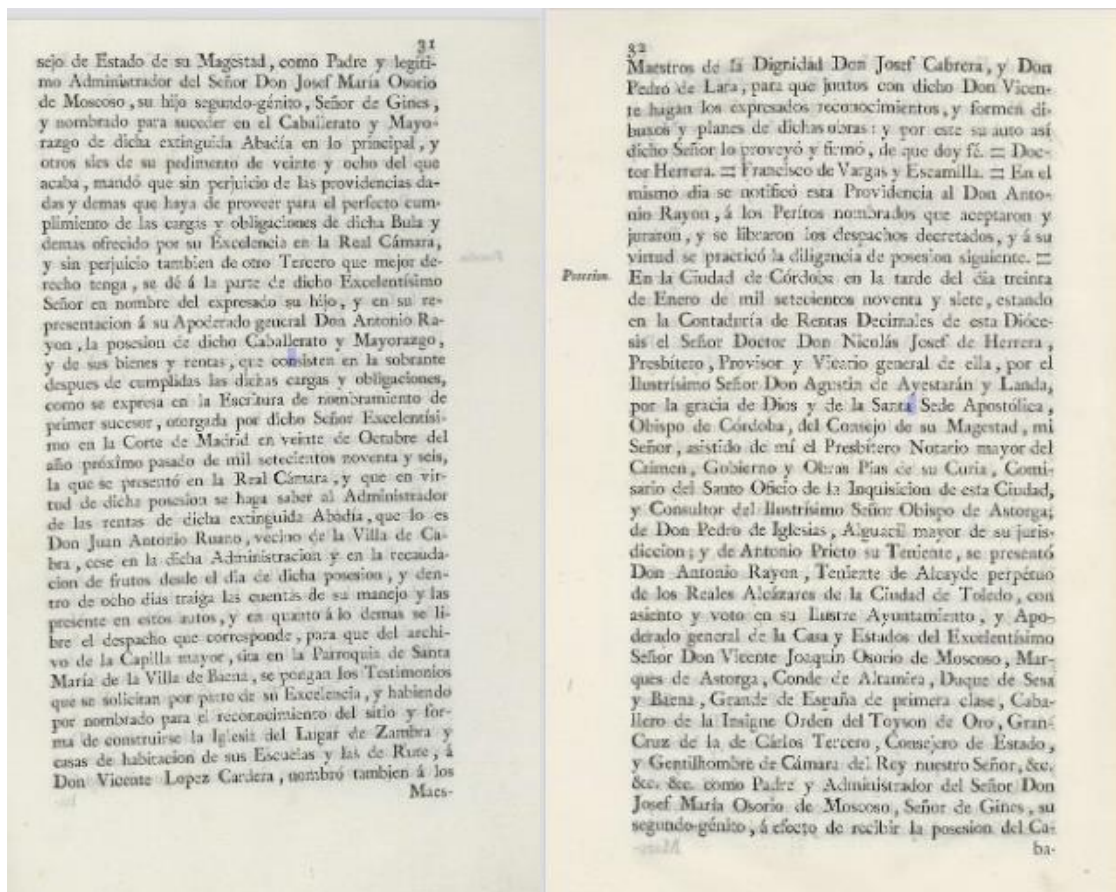 31
sejo de Estado de su Magestad, como Padre y legíti-
mo Administrador del Señor Don Josef María Osorio
de Moscoso, su hijo segundo-génito, Señor de Gines,
y nombrado para suceder en el Caballerato y Mayo-
razgo de dicha extinguida Abadía en lo principal, y
otros sies de su pedimento de veinte y ocho del que
acaba, mandó que sin perjuicio de las providencias da-
das y demas que haya de proveer para el perfecto cum-
plimiento de las cargas y obligaciones de dicha Bula y
demas ofrecido por su Excelencia en la Real Cámara,
y sin perjuicio tambien de otro Tercero que mejor de-
recho tenga, se dé á la parte de dicho Excelentísimo
Señor en nombre del expresado su hijo, y en su re-
presentacion á su Apoderado general Don Antonio Ra-
yon, la posesion de dicho Caballerato y Mayorazgo,
y de sus bienes y rentas, que consisten en la sobrante
despues de cumplidas las dichas cargas y obligaciones,
como se expresa en la Escritura de nombramiento de
primer sucesor, otorgada por dicho Señor Excelentísi-
mo en la Corte de Madrid en veinte de Octubre del
año próximo pasado de mil setecientos noventa y seis,
la que se presentó en la Real Cámara, y que en vir-
tud de dicha posesion se haga saber al Administrador
de las rentas de dicha extinguida Abadía, que lo es
Don Juan Antonio Ruano, vecino de la Villa de Ca-
bra, cese en la dicha Administracion y en la recauda-
cion de frutos desde el dia de dicha posesion, y den-
tro de ocho dias traiga las cuentas de su manejo y las
presente en estos autos, y en quanto á lo demas se li-
bre el despacho que corresponde, para que del archi-
vo de la Capilla mayor, sita en la Parroquia de Santa
María de la Villa de Baena, se pongan los Testimonios
que se solicitan por parte de su Excelencia, y habiendo
por nombrado para el reconocimiento del sitio y for-
ma de construirse la Iglesia del Lugar de Zambra y
casas de habitacion de sus Escuelas y las de Rute, á
Don Vicente Lopez Cardera, nombró tambien á los
Maes-
32
Maestros de la Dignidad Don Josef Cabrera, y Don
Pedro de Lara, para que juntos con dicho Don Vicen-
te hagan los expresados reconocimientos, y formen di-
buxos y planes de dichas obras: y por este su auto así
dicho Señor lo proveyó y firmó, de que doy fé. = Doc-
tor Herrera. = Francisco de Vargas y Escamilla. = En el
mismo dia se notificó esta Providencia al Don Anto-
nio Rayon, á los Peritos nombrados que aceptaron y
juraron, y se libraron los despachos decretados, y á su
virtud se practicó la diligencia de posesion siguiente. =
Posesion.
En la Ciudad de Córdoba en la tarde del dia treinta
de Enero de mil setecientos noventa y siete, estando
en la Contaduría de Rentas Decimales de esta Dióce-
sis el Señor Doctor Don Nicolás Josef de Herrera,
Presbítero, Provisor y Vicario general de ella, por el
Ilustrísimo Señor Don Agustin de Ayestarán y Landa,
por la gracia de Dios y de la Santa Sede Apostólica,
Obispo de Córdoba, del Consejo de su Magestad, mi
Señor, asistido de mí el Presbítero Notario mayor del
Crimen, Gobierno y Obras Pias de su Curia, Comi-
sario del Santo Oficio de la Inquisicion de esta Ciudad,
y Consultor del Ilustrísimo Señor Obispo de Astorga;
de Don Pedro de Iglesias, Alguacil mayor de su juris-
diccion; y de Antonio Prieto su Teniente, se presentó
Don Antonio Rayon, Teniente de Alcayde perpétuo
de los Reales Alcázares de la Ciudad de Toledo, con
asiento y voto en su Ilustre Ayuntamiento, y Apo-
derado general de la Casa y Estados del Excelentísimo
Señor Don Vicente Joaquin Osorio de Moscoso, Mar-
ques de Astorga, Conde de Altamira, Duque de Sesa
y Baena, Grande de España de primera clase, Caba-
llero de la Insigne Orden del Toyson de Oro, Gran-
Cruz de la de Cárlos Tercero, Consejero de Estado,
y Gentilhombre de Cámara del Rey nuestro Señor, &c.
&c. &c. como Padre y Administrador del Señor Don
Josef María Osorio de Moscoso, Señor de Gines, su
segundo-génito, á efecto de recibir la posesion del Ca-
ba-